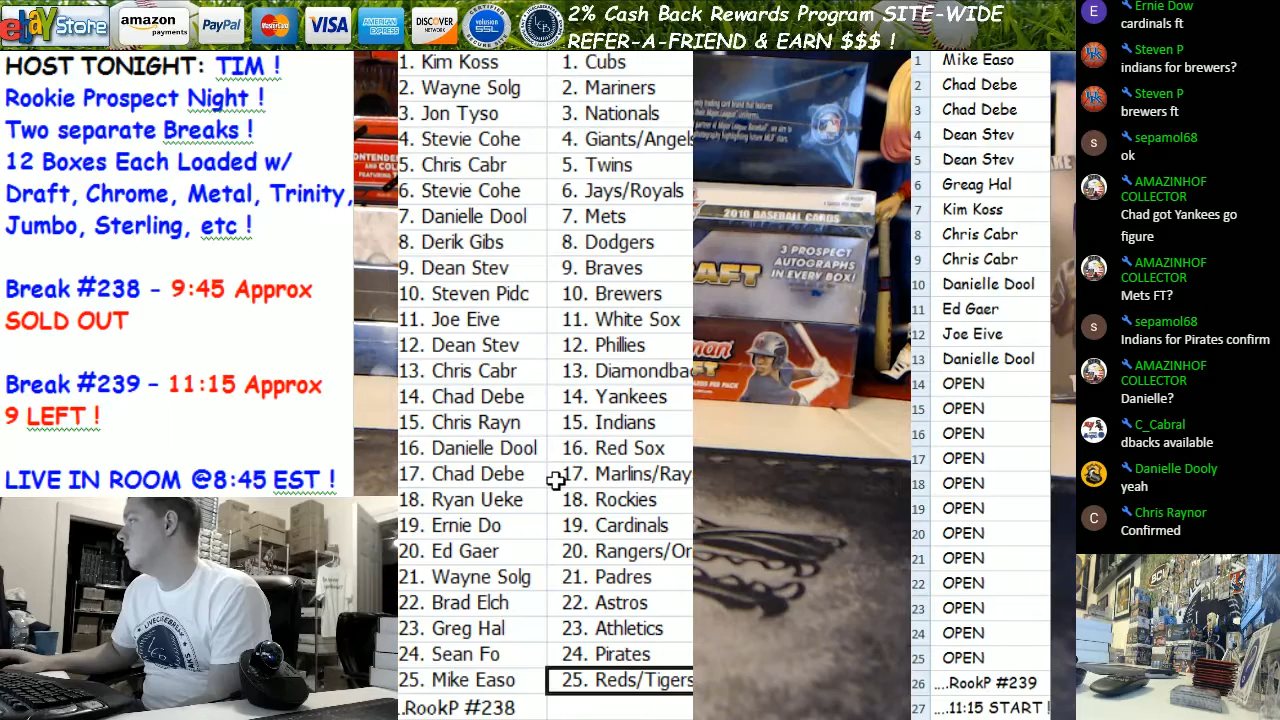 ebay Store
amazon
payments
PayPal
MasterCard
VISA
AMERICAN
EXPRESS
DISCOVER
NETWORK
CERTIFIED
volusion
SSL
SECURE
2% Cash Back Rewards Program SITE-WIDE
REFER-A-FRIEND & EARN $$$ !
HOST TONIGHT: TIM !
Rookie Prospect Night !
Two separate Breaks !
12 Boxes Each Loaded w/
Draft, Chrome, Metal, Trinity,
Jumbo, Sterling, etc !
Break #238 - 9:45 Approx
SOLD OUT
Break #239 - 11:15 Approx
9 LEFT !
LIVE IN ROOM @8:45 EST !
1. Kim Koss 1. Cubs
2. Wayne Solg 2. Mariners
3. Jon Tyso 3. Nationals
4. Stevie Cohe 4. Giants/Angels
5. Chris Cabr 5. Twins
6. Stevie Cohe 6. Jays/Royals
7. Danielle Dool 7. Mets
8. Derik Gibs 8. Dodgers
9. Dean Stev 9. Braves
10. Steven Pidc 10. Brewers
11. Joe Eive 11. White Sox
12. Dean Stev 12. Phillies
13. Chris Cabr 13. Diamondba
14. Chad Debe 14. Yankees
15. Chris Rayn 15. Indians
16. Danielle Dool 16. Red Sox
17. Chad Debe 17. Marlins/Ray
18. Ryan Ueke 18. Rockies
19. Ernie Do 19. Cardinals
20. Ed Gaer 20. Rangers/Or
21. Wayne Solg 21. Padres
22. Brad Elch 22. Astros
23. Greg Hal 23. Athletics
24. Sean Fo 24. Pirates
25. Mike Easo 25. Reds/Tigers
..RookP #238
2010 BASEBALL CARDS
3 PROSPECT
AUTOGRAPHS
IN EVERY BOX!
AFT
man
AFT
1 Mike Easo
2 Chad Debe
3 Chad Debe
4 Dean Stev
5 Dean Stev
6 Greag Hal
7 Kim Koss
8 Chris Cabr
9 Chris Cabr
10 Danielle Dool
11 Ed Gaer
12 Joe Eive
13 Danielle Dool
14 OPEN
15 OPEN
16 OPEN
17 OPEN
18 OPEN
19 OPEN
20 OPEN
21 OPEN
22 OPEN
23 OPEN
24 OPEN
25 OPEN
26 ....RookP #239
27 ....11:15 START !
E Ernie Dow
cardinals ft
Steven P
indians for brewers?
Steven P
brewers ft
s sepamol68
ok
AMAZINHOF
COLLECTOR
Chad got Yankees go
figure
AMAZINHOF
COLLECTOR
Mets FT?
s sepamol68
Indians for Pirates confirm
AMAZINHOF
COLLECTOR
Danielle?
C_Cabral
dbacks available
Danielle Dooly
yeah
C Chris Raynor
Confirmed